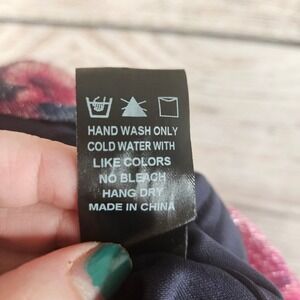 HAND WASH ONLY
COLD WATER WITH
LIKE COLORS
NO BLEACH
HANG DRY
MADE IN CHINA